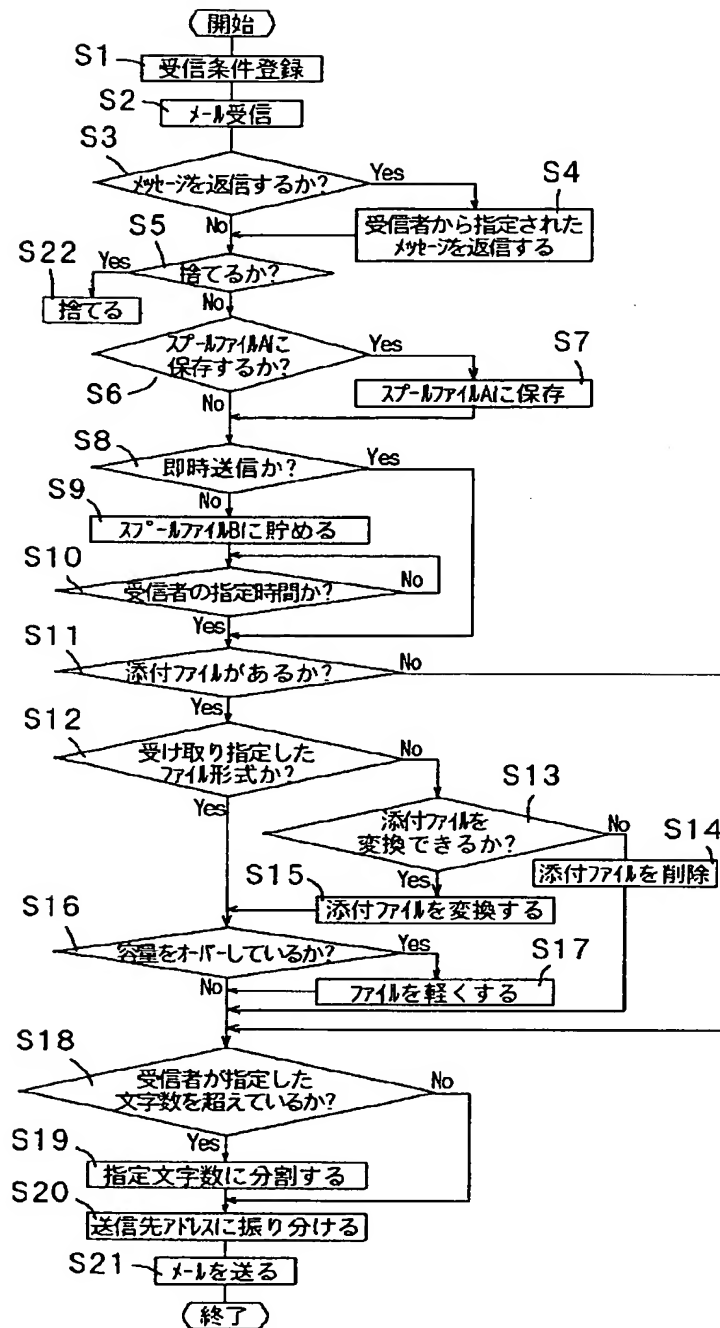 開始
S1
受信条件登録
S2
メール受信
S3
メッセージを返信するか?
Yes
No
S4
受信者から指定された
メッセージを返信する
S5
捨てるか?
Yes
No
S22
捨てる
S6
スプールファイルAに
保存するか?
Yes
No
S7
スプールファイルAに保存
S8
即時送信か?
Yes
No
S9
スプールファイルBに貯める
S10
受信者の指定時間か?
No
Yes
S11
添付ファイルがあるか?
No
Yes
S12
受け取り指定した
ファイル形式か?
No
Yes
S13
添付ファイルを
変換できるか?
No
Yes
S14
添付ファイルを削除
S15
添付ファイルを変換する
S16
容量をオーバーしているか?
Yes
No
S17
ファイルを軽くする
S18
受信者が指定した
文字数を超えているか?
No
Yes
S19
指定文字数に分割する
S20
送信先アドレスに振り分ける
S21
メールを送る
終了